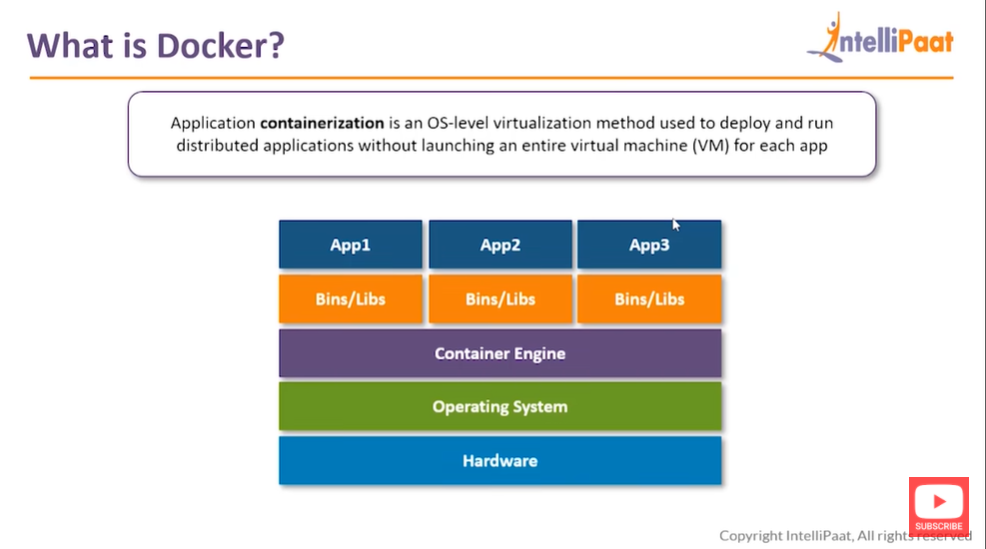 What is Docker?
IntelliPaat
Application containerization is an OS-level virtualization method used to deploy and run
distributed applications without launching an entire virtual machine (VM) for each app
App1 App2 App3
Bins/Libs Bins/Libs Bins/Libs
Container Engine
Operating System
Hardware
SUBSCRIBE
Copyright IntelliPaat, All rights reserved